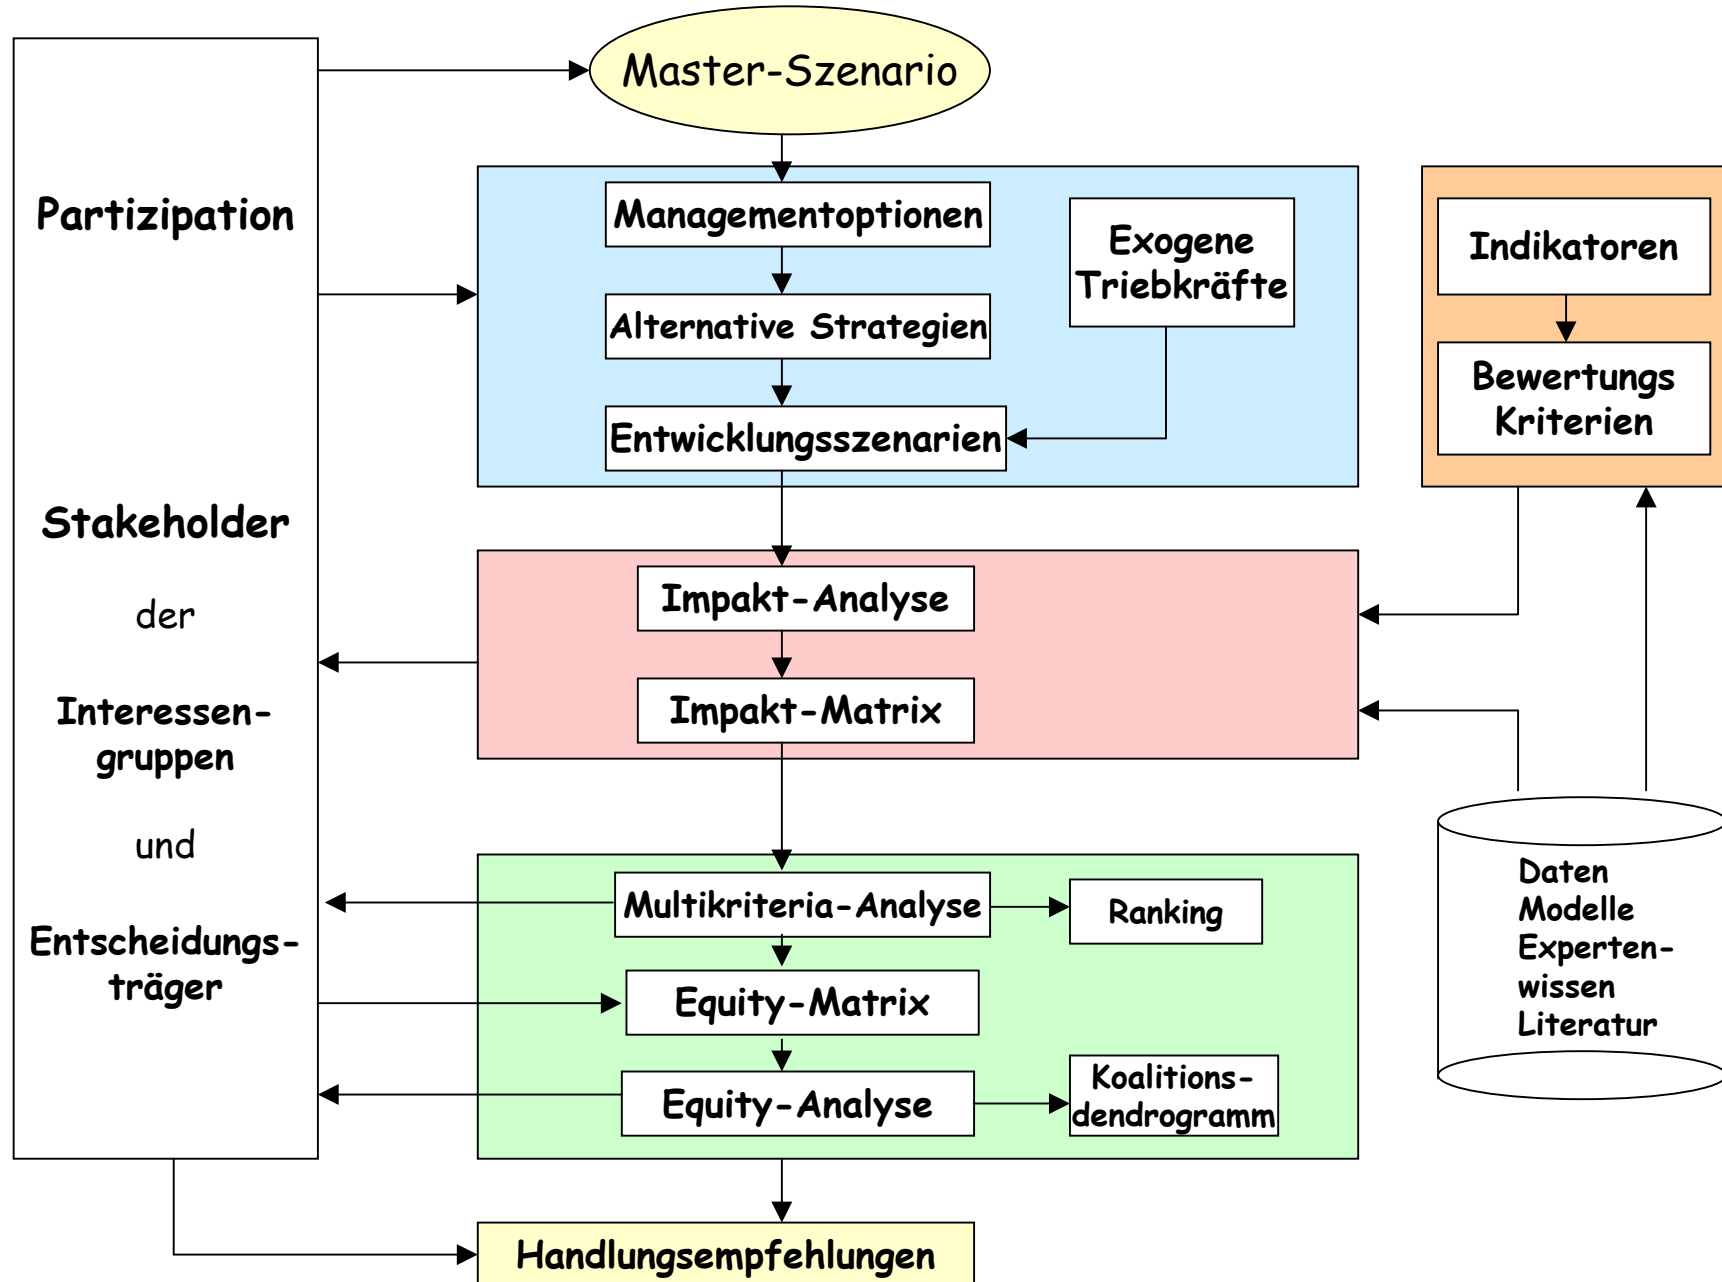 Master-Szenario
Partizipation
Stakeholder
der
Interessen-
gruppen
und
Entscheidungs-
träger
Managementoptionen
Alternative Strategien
Entwicklungsszenarien
Exogene
Triebkräfte
Indikatoren
Bewertungs
Kriterien
Impakt-Analyse
Impakt-Matrix
Multikriteria-Analyse
Ranking
Equity-Matrix
Equity-Analyse
Koalitions-
dendrogramm
Daten
Modelle
Experten-
wissen
Literatur
Handlungsempfehlungen